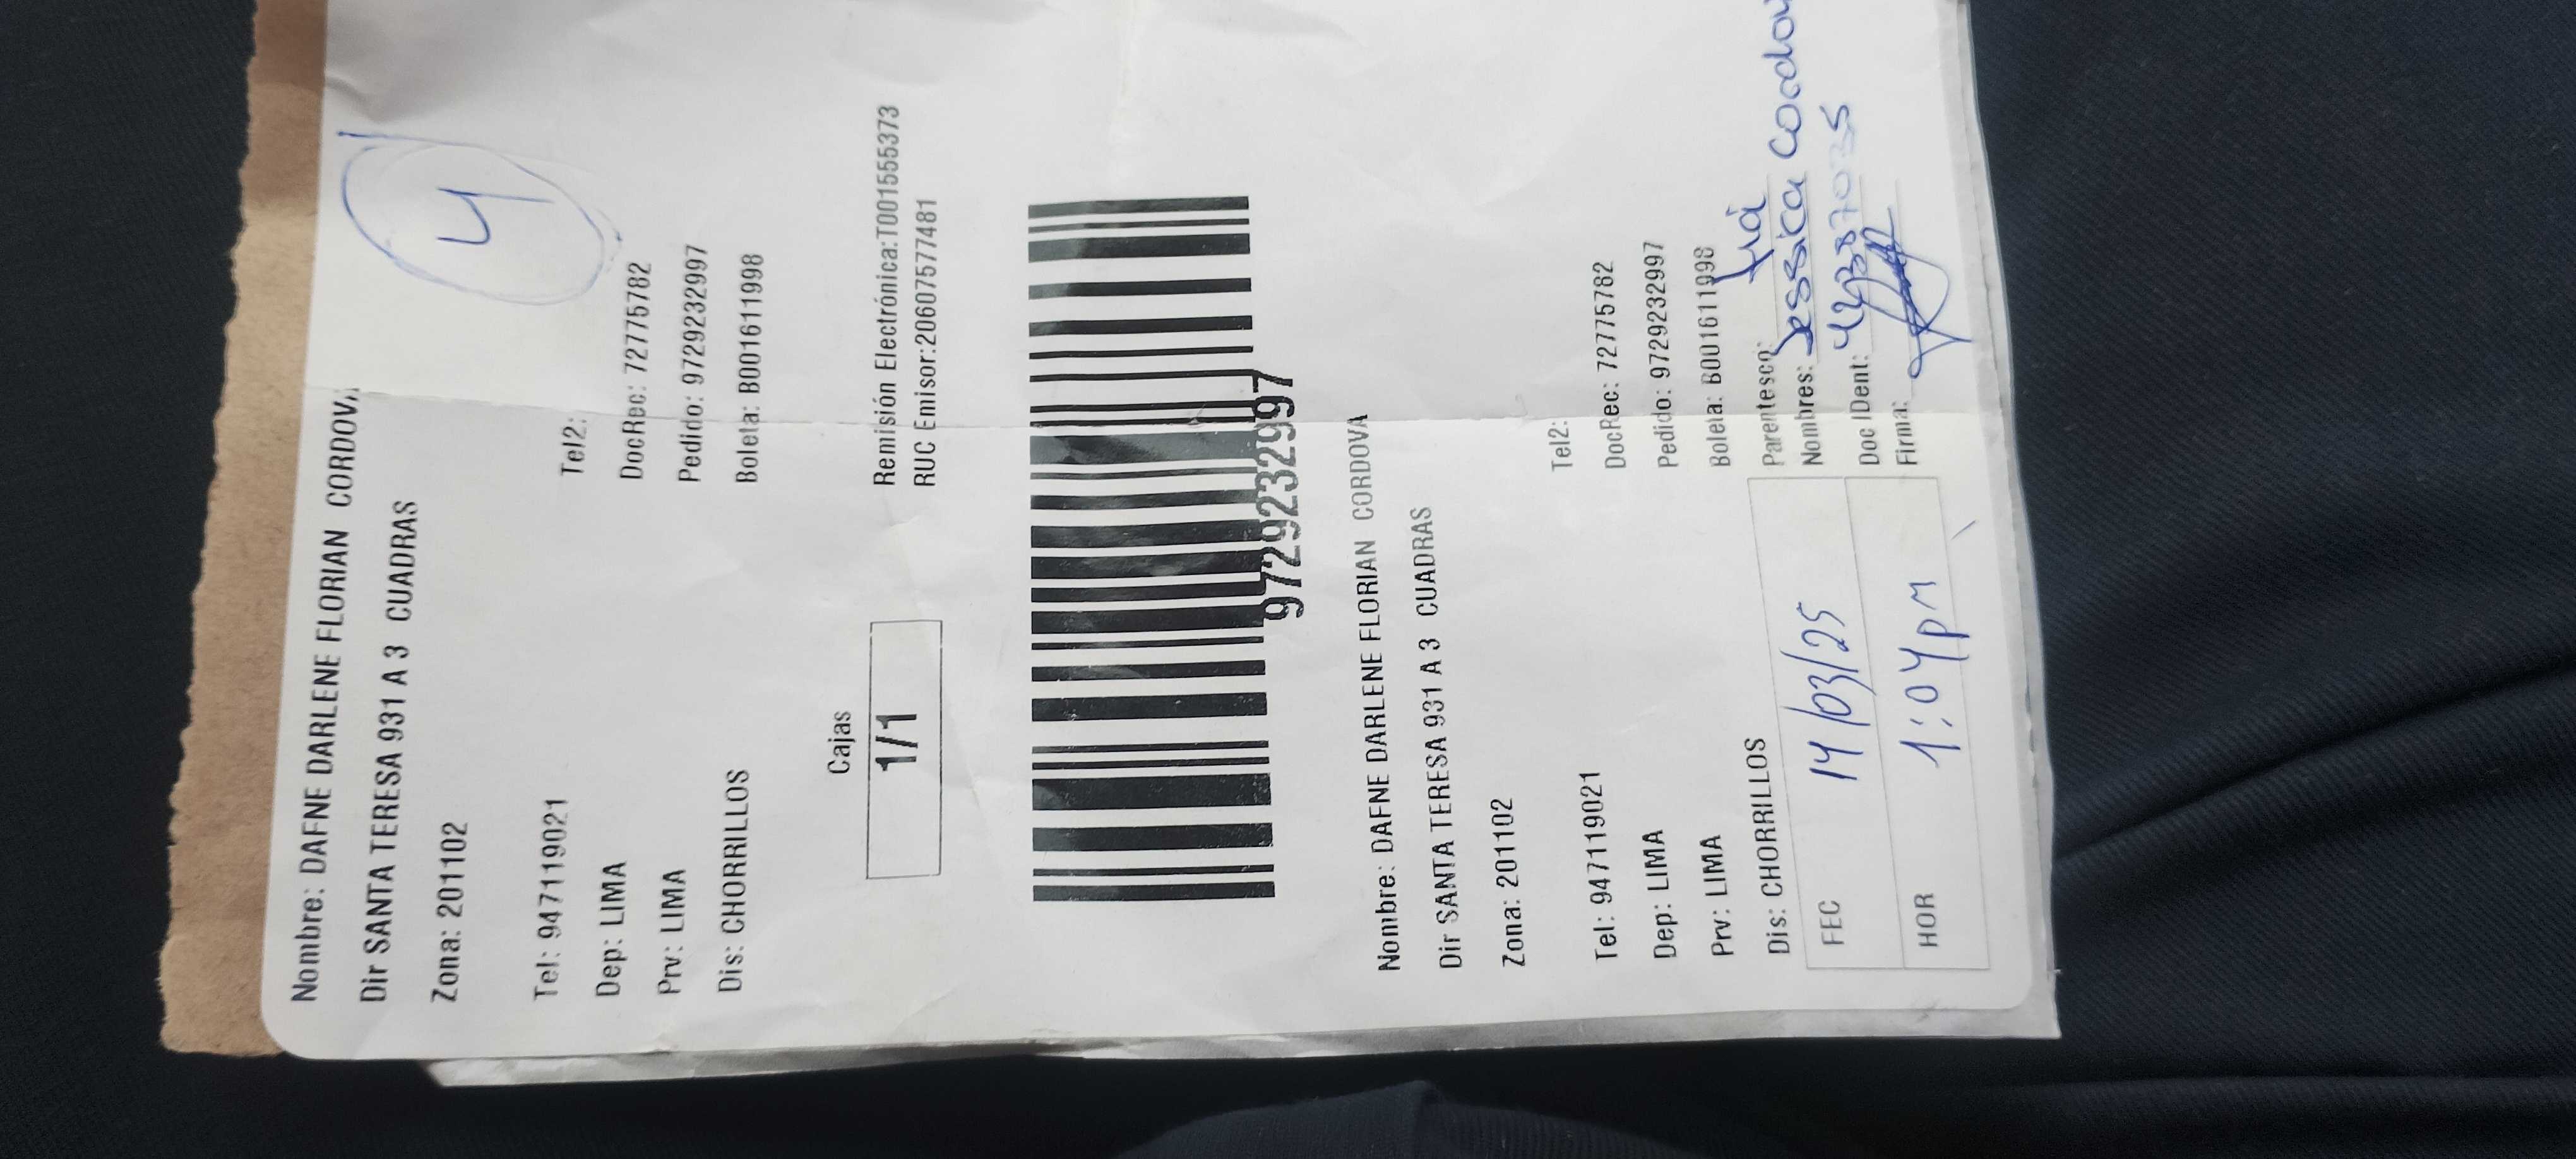 4
Nombre: DAFNE DARLENE FLORIAN CORDOVA
Dir SANTA TERESA 931 A 3 CUADRAS
Zona: 201102
Tel: 947119021 Tel2:
Dep: LIMA DocRec: 72775782
Prv: LIMA Pedido: 9729232997
Dis: CHORRILLOS Boleta: B001611998
Cajas
1/1
Remisión Electrónica:T001555373
RUC Emisor:20607577481
9729232997
Nombre: DAFNE DARLENE FLORIAN CORDOVA
Dir SANTA TERESA 931 A 3 CUADRAS
Zona: 201102
Tel: 947119021 Tel2:
Dep: LIMA DocRec: 72775782
Prv: LIMA Pedido: 9729232997
Dis: CHORRILLOS Boleta: B001611998
FEC 14/03/25
HOR 1:04pm
Parentesco: tia
Nombres: Jessica
Doc IDent:
Firma: